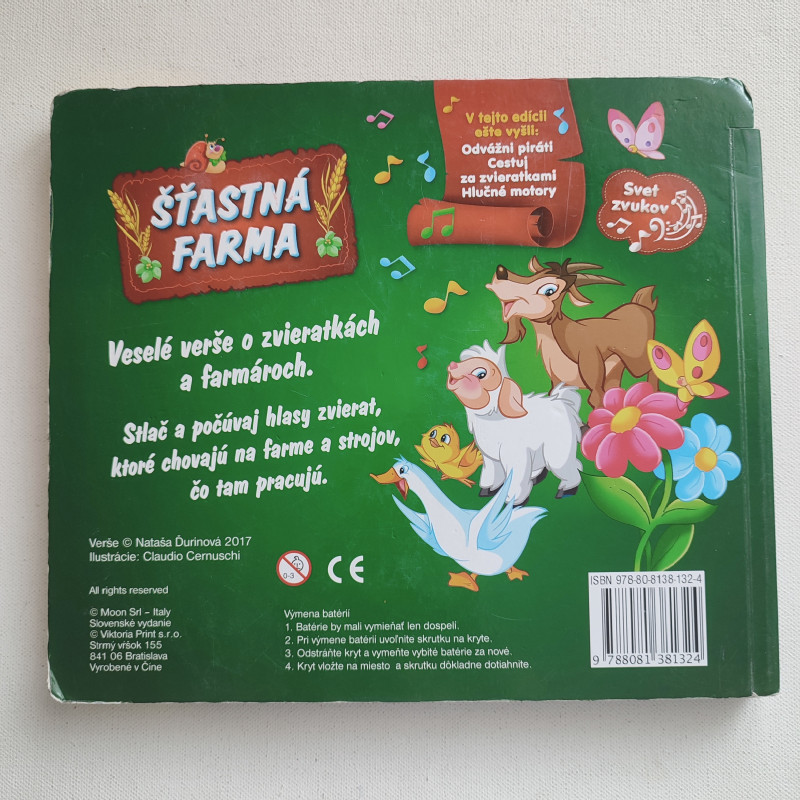 ŠŤASTNÁ
FARMA
V tejto edícii
ešte vyšli:
Odvážni piráti
Cestuj
za zvieratkami
Hlučné motory
Svet
zvukov
Veselé verše o zvieratkách
a farmároch.
Stlač a počúvaj hlasy zvierat,
ktoré chovajú na farme a strojov,
čo tam pracujú.
Verše © Nataša Ďurinová 2017
Ilustrácie: Claudio Cernuschi
All rights reserved
© Moon Srl – Italy
Slovenské vydanie
© Viktoria Print s.r.o.
Strmý vŕšok 155
841 06 Bratislava
Vyrobené v Číne
0-3
CE
Výmena batérií
1. Batérie by mali vymieňať len dospelí.
2. Pri výmene batérií uvoľnite skrutku na kryte.
3. Odstráňte kryt a vymeňte vybité batérie za nové.
4. Kryt vložte na miesto a skrutku dôkladne dotiahnite.
ISBN 978-80-8138-132-4
9 788081 381324